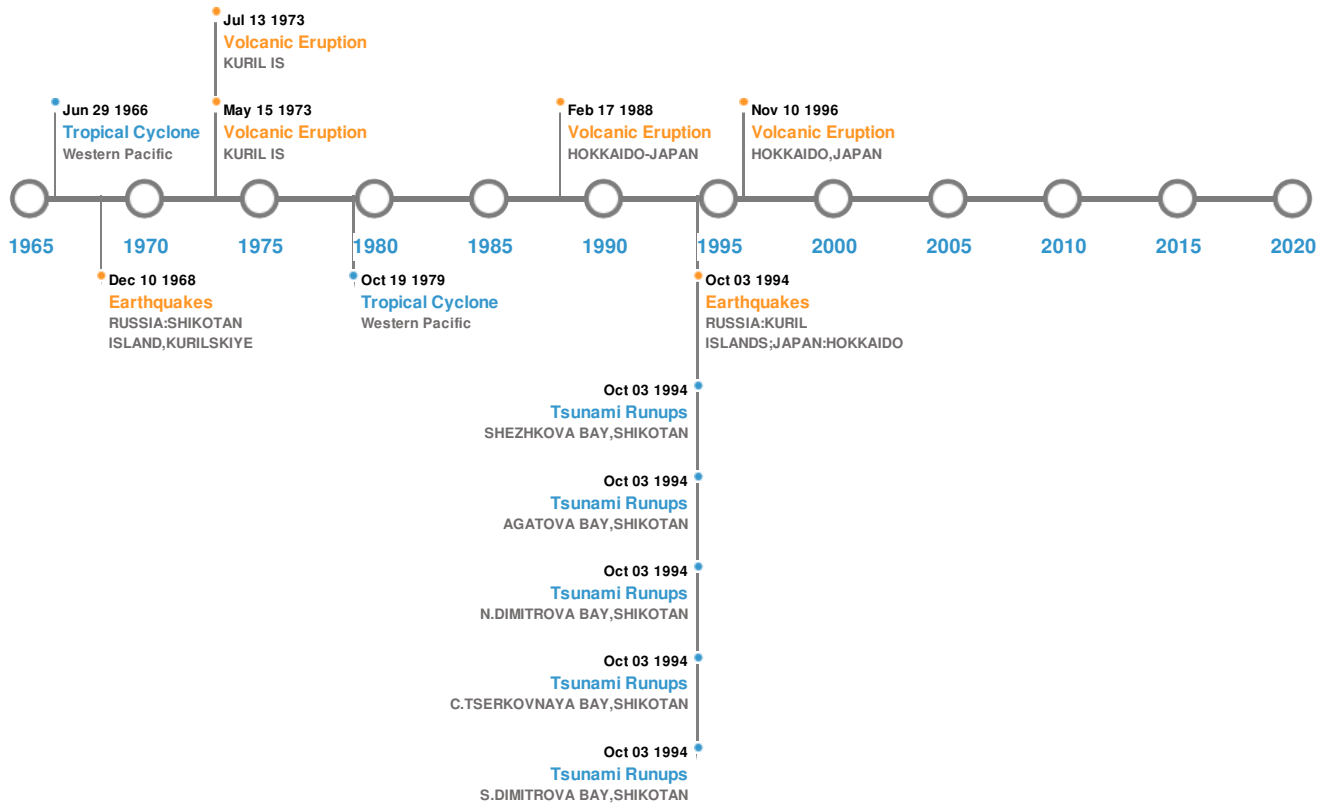 Jul 13 1973
Volcanic Eruption
KURIL IS
Jun 29 1966
Tropical Cyclone
Western Pacific
May 15 1973
Volcanic Eruption
KURIL IS
Feb 17 1988
Volcanic Eruption
HOKKAIDO-JAPAN
Nov 10 1996
Volcanic Eruption
HOKKAIDO,JAPAN
1965 1970 1975 1980 1985 1990 1995 2000 2005 2010 2015 2020
Dec 10 1968
Earthquakes
RUSSIA:SHIKOTAN
ISLAND,KURILSKIYE
Oct 19 1979
Tropical Cyclone
Western Pacific
Oct 03 1994
Earthquakes
RUSSIA:KURIL
ISLANDS;JAPAN:HOKKAIDO
Oct 03 1994
Tsunami Runups
SHEZHKOVA BAY,SHIKOTAN
Oct 03 1994
Tsunami Runups
AGATOVA BAY,SHIKOTAN
Oct 03 1994
Tsunami Runups
N.DIMITROVA BAY,SHIKOTAN
Oct 03 1994
Tsunami Runups
C.TSERKOVNAYA BAY,SHIKOTAN
Oct 03 1994
Tsunami Runups
S.DIMITROVA BAY,SHIKOTAN